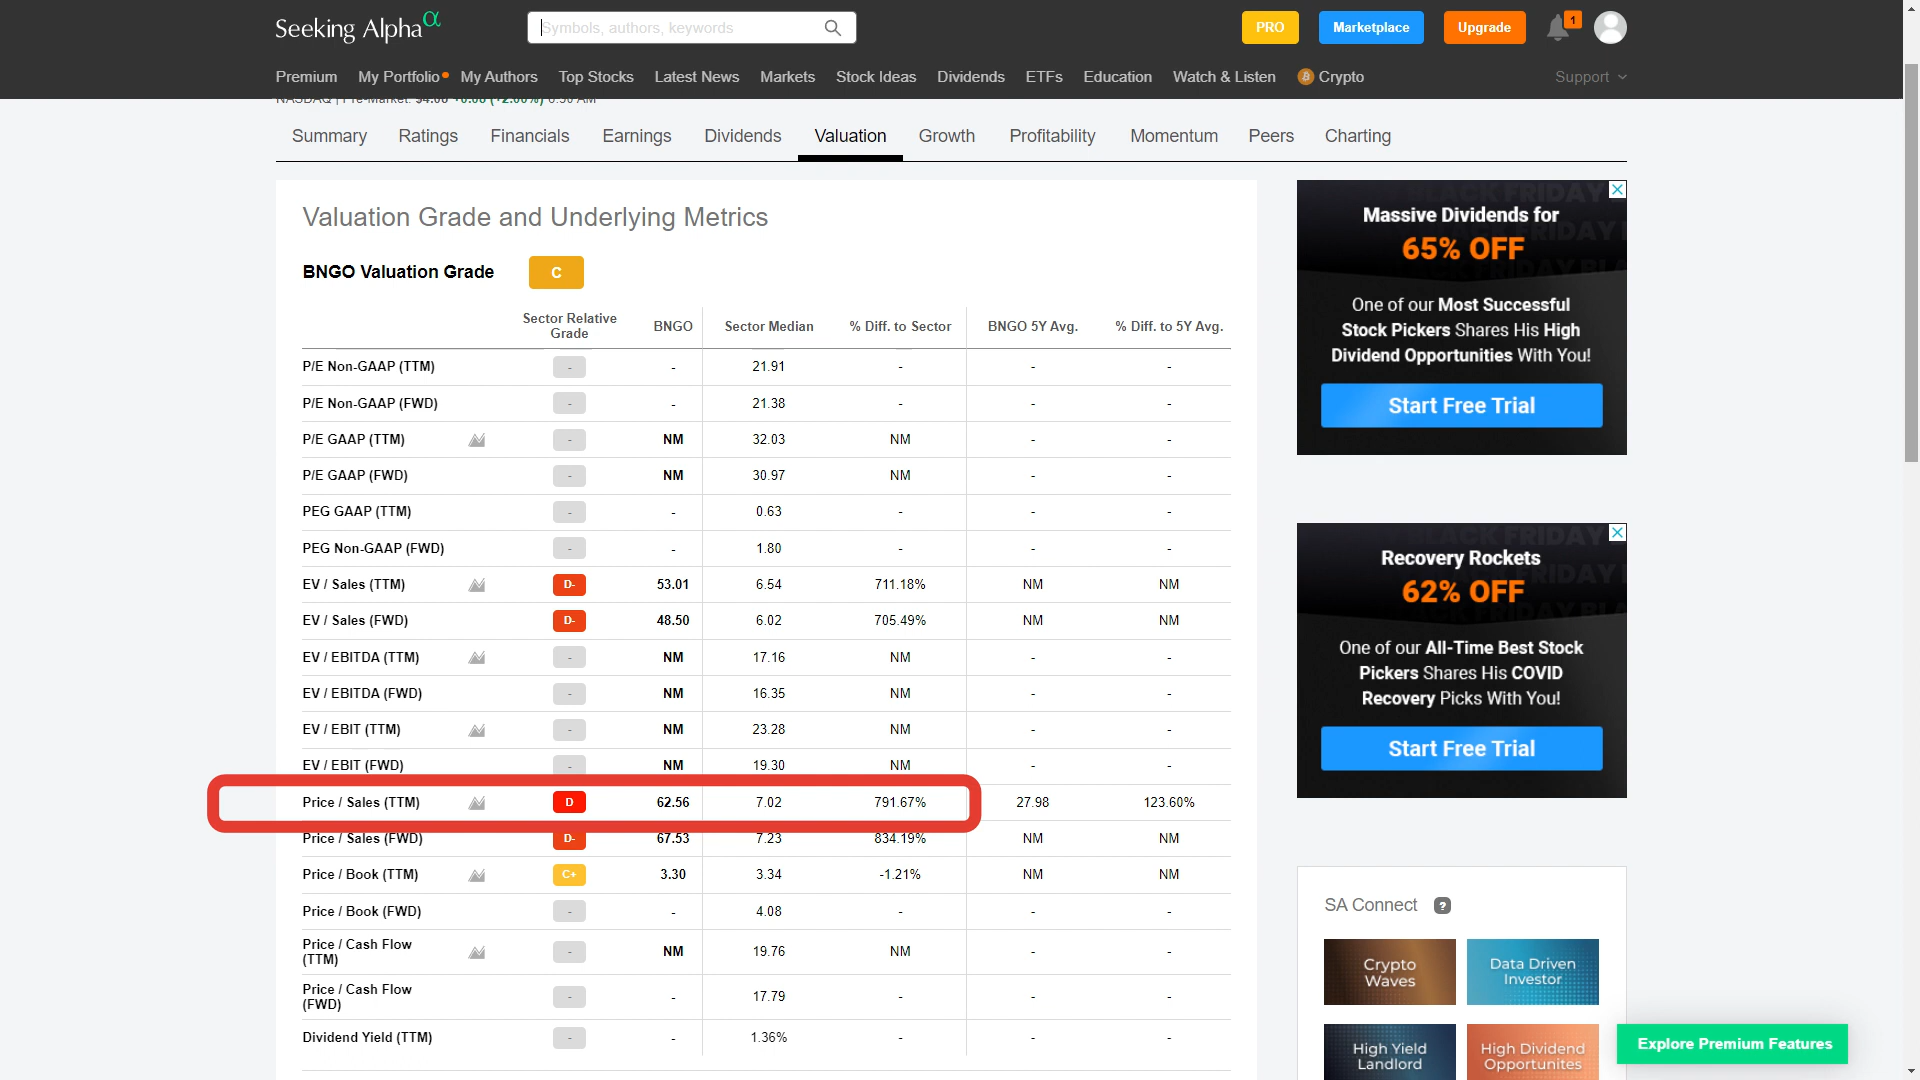 Seeking Alpha α
Symbols, authors, keywords
PRO
Marketplace
Upgrade
1
Premium My Portfolio My Authors Top Stocks Latest News Markets Stock Ideas Dividends ETFs Education Watch & Listen Crypto Support
NASDAQ | Pre-Market: $4.08 +0.08 (+2.00%) 6:50 AM
Summary Ratings Financials Earnings Dividends Valuation Growth Profitability Momentum Peers Charting
Valuation Grade and Underlying Metrics
BNGO Valuation Grade C
Sector Relative Grade BNGO Sector Median % Diff. to Sector BNGO 5Y Avg. % Diff. to 5Y Avg.
P/E Non-GAAP (TTM) - - 21.91 - - -
P/E Non-GAAP (FWD) - - 21.38 - - -
P/E GAAP (TTM) - NM 32.03 NM - -
P/E GAAP (FWD) - NM 30.97 NM - -
PEG GAAP (TTM) - - 0.63 - - -
PEG Non-GAAP (FWD) - - 1.80 - - -
EV / Sales (TTM) D- 53.01 6.54 711.18% NM NM
EV / Sales (FWD) D- 48.50 6.02 705.49% NM NM
EV / EBITDA (TTM) - NM 17.16 NM - -
EV / EBITDA (FWD) - NM 16.35 NM - -
EV / EBIT (TTM) - NM 23.28 NM - -
EV / EBIT (FWD) - NM 19.30 NM - -
Price / Sales (TTM) D 62.56 7.02 791.67% 27.98 123.60%
Price / Sales (FWD) D- 67.53 7.23 834.19% NM NM
Price / Book (TTM) C+ 3.30 3.34 -1.21% NM NM
Price / Book (FWD) - - 4.08 - - -
Price / Cash Flow (TTM) - NM 19.76 NM - -
Price / Cash Flow (FWD) - - 17.79 - - -
Dividend Yield (TTM) - - 1.36% - - -
Massive Dividends for
65% OFF
One of our Most Successful
Stock Pickers Shares His High
Dividend Opportunities With You!
Start Free Trial
Recovery Rockets
62% OFF
One of our All-Time Best Stock
Pickers Shares His COVID
Recovery Picks With You!
Start Free Trial
SA Connect ?
Crypto
Waves
Data Driven
Investor
High Yield
Landlord
High Dividend
Opportunites
Explore Premium Features